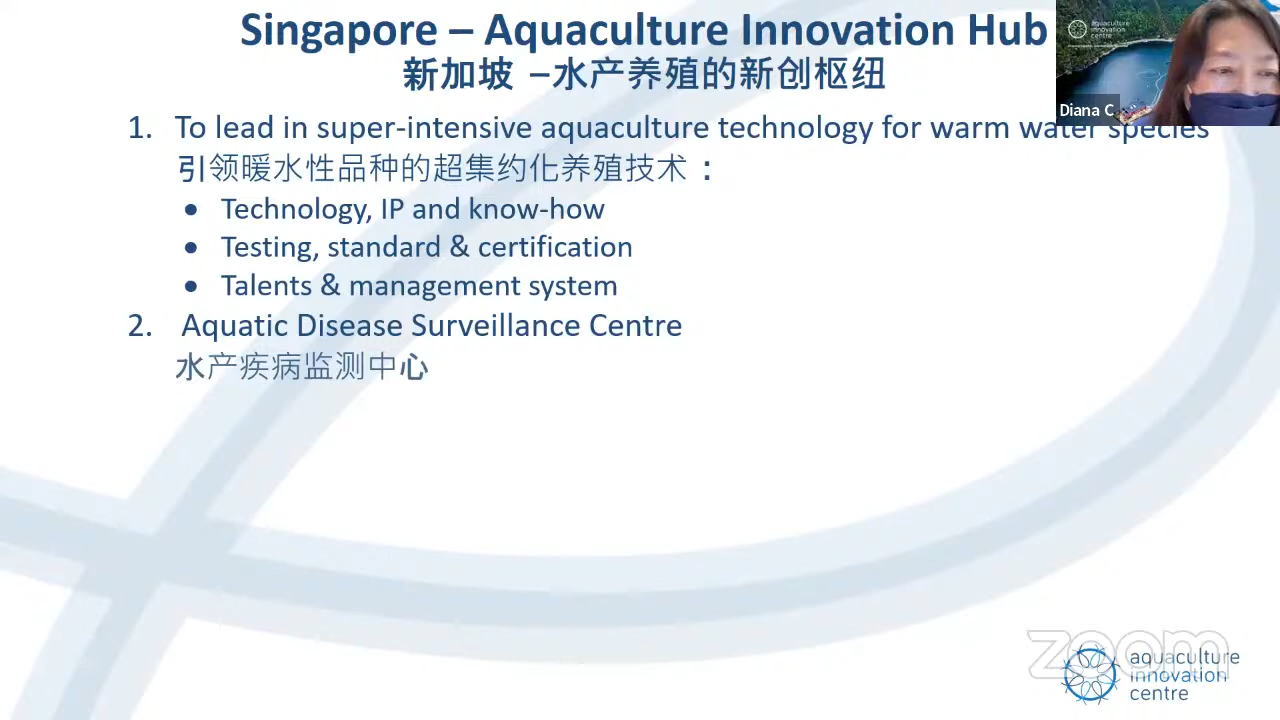 Singapore – Aquaculture Innovation Hub
新加坡 –水产养殖的新创枢纽
aquaculture
innovation
centre
Diana C
1. To lead in super-intensive aquaculture technology for warm water species
引领暖水性品种的超集约化养殖技术：
• Technology, IP and know-how
• Testing, standard & certification
• Talents & management system
2. Aquatic Disease Surveillance Centre
水产疾病监测中心
zoom
aquaculture
innovation
centre